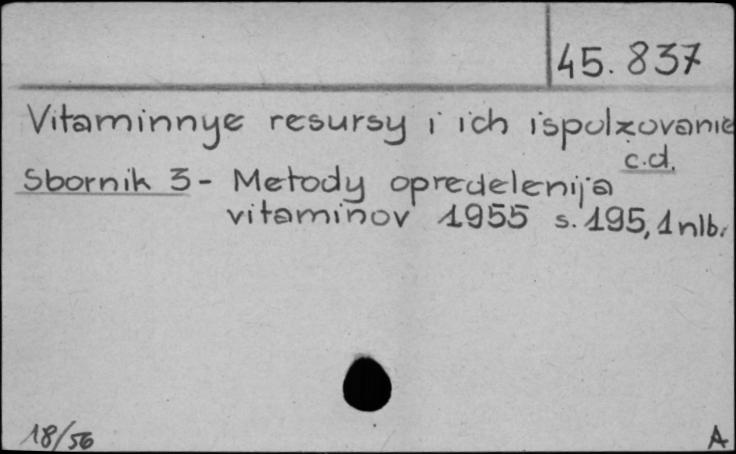 45.837
Vitaminnye resursy i ich ispolzovanie
c.d.
Sbornik 3 - Metody opredelenija
vitaminov 1955 s. 195, 1 nlb.
18/56
A